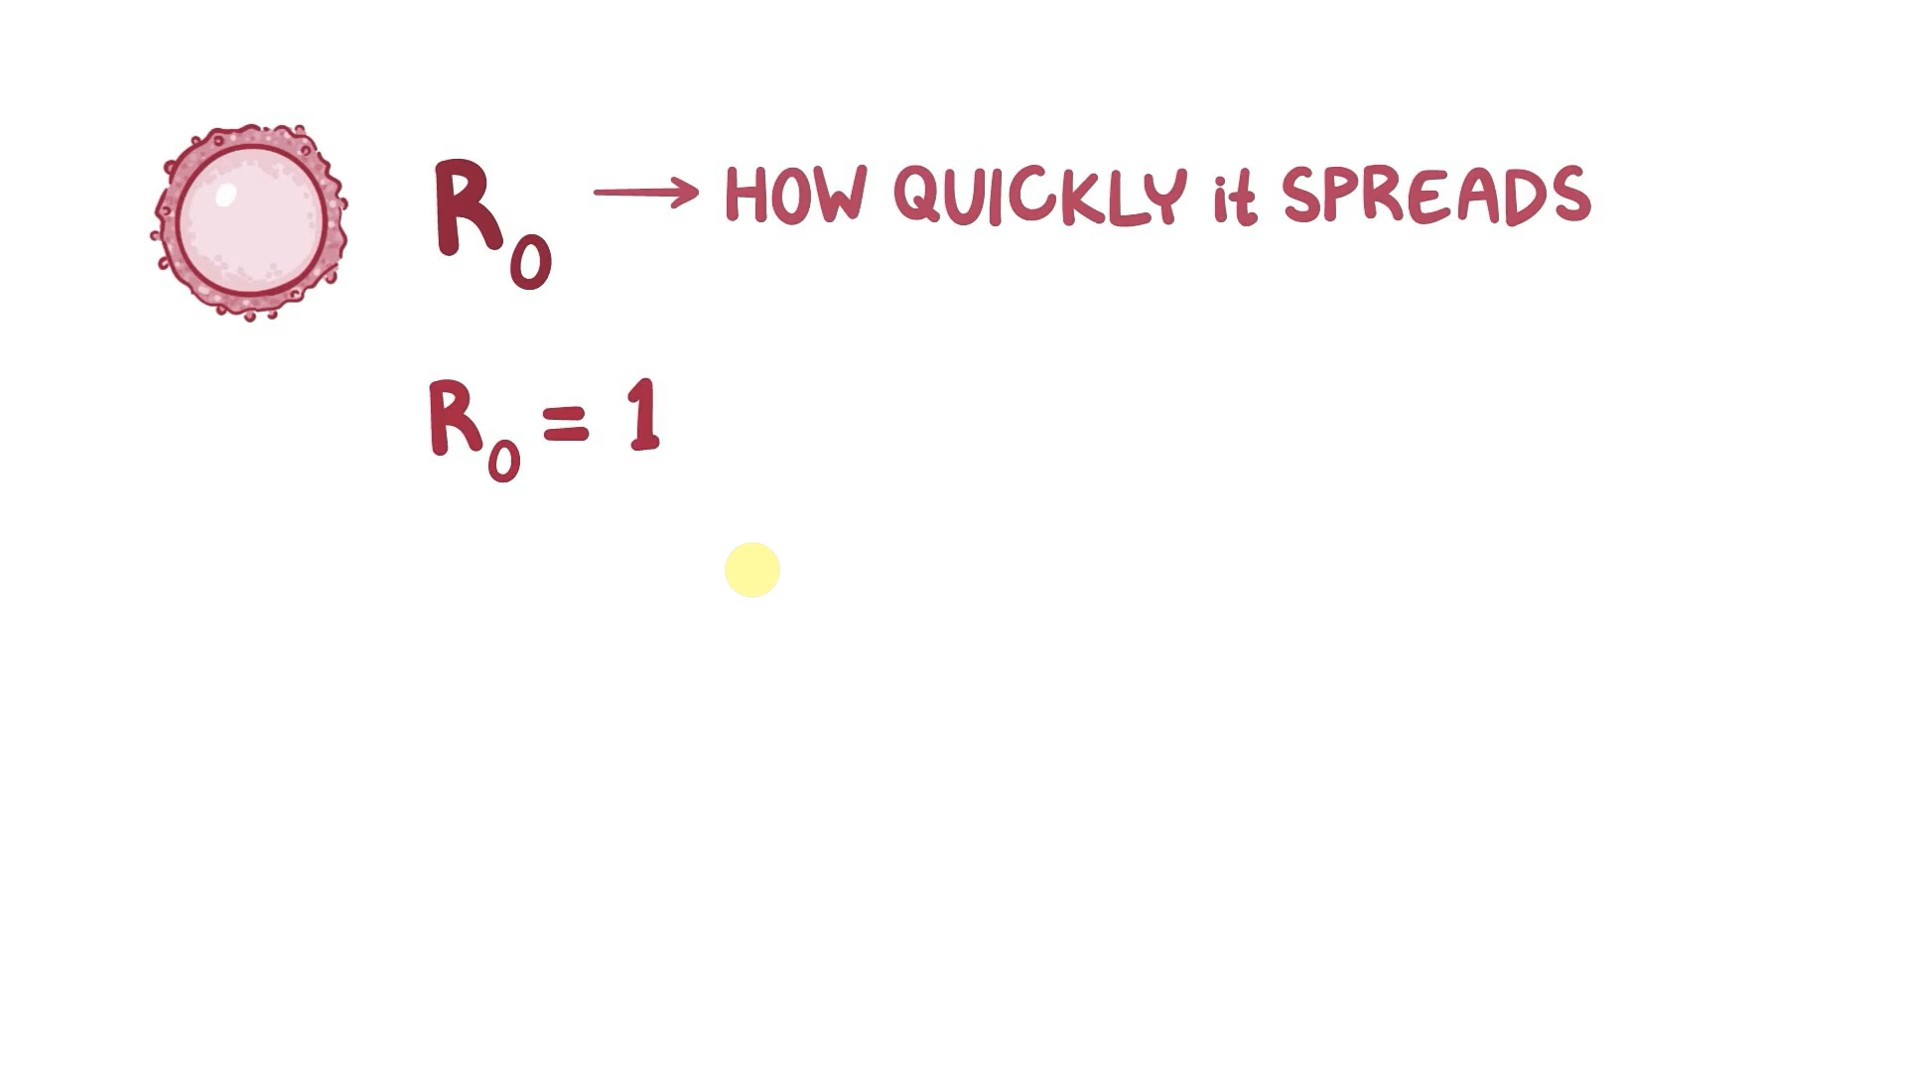 R₀ → HOW QUICKLY it SPREADS
R₀ = 1